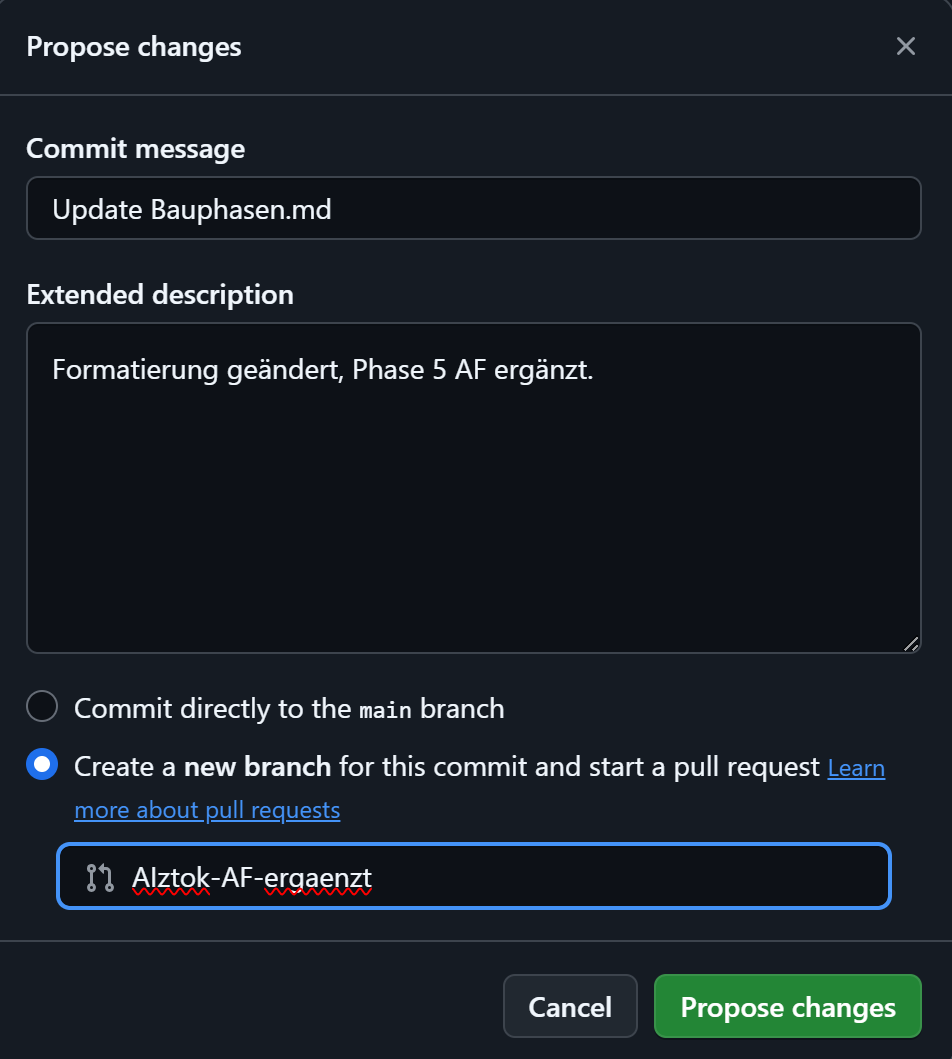 Propose changes
Commit message
Update Bauphasen.md
Extended description
Formatierung geändert, Phase 5 AF ergänzt.
Commit directly to the main branch
Create a new branch for this commit and start a pull request Learn
more about pull requests
Alztok-AF-ergaenzt
Cancel
Propose changes